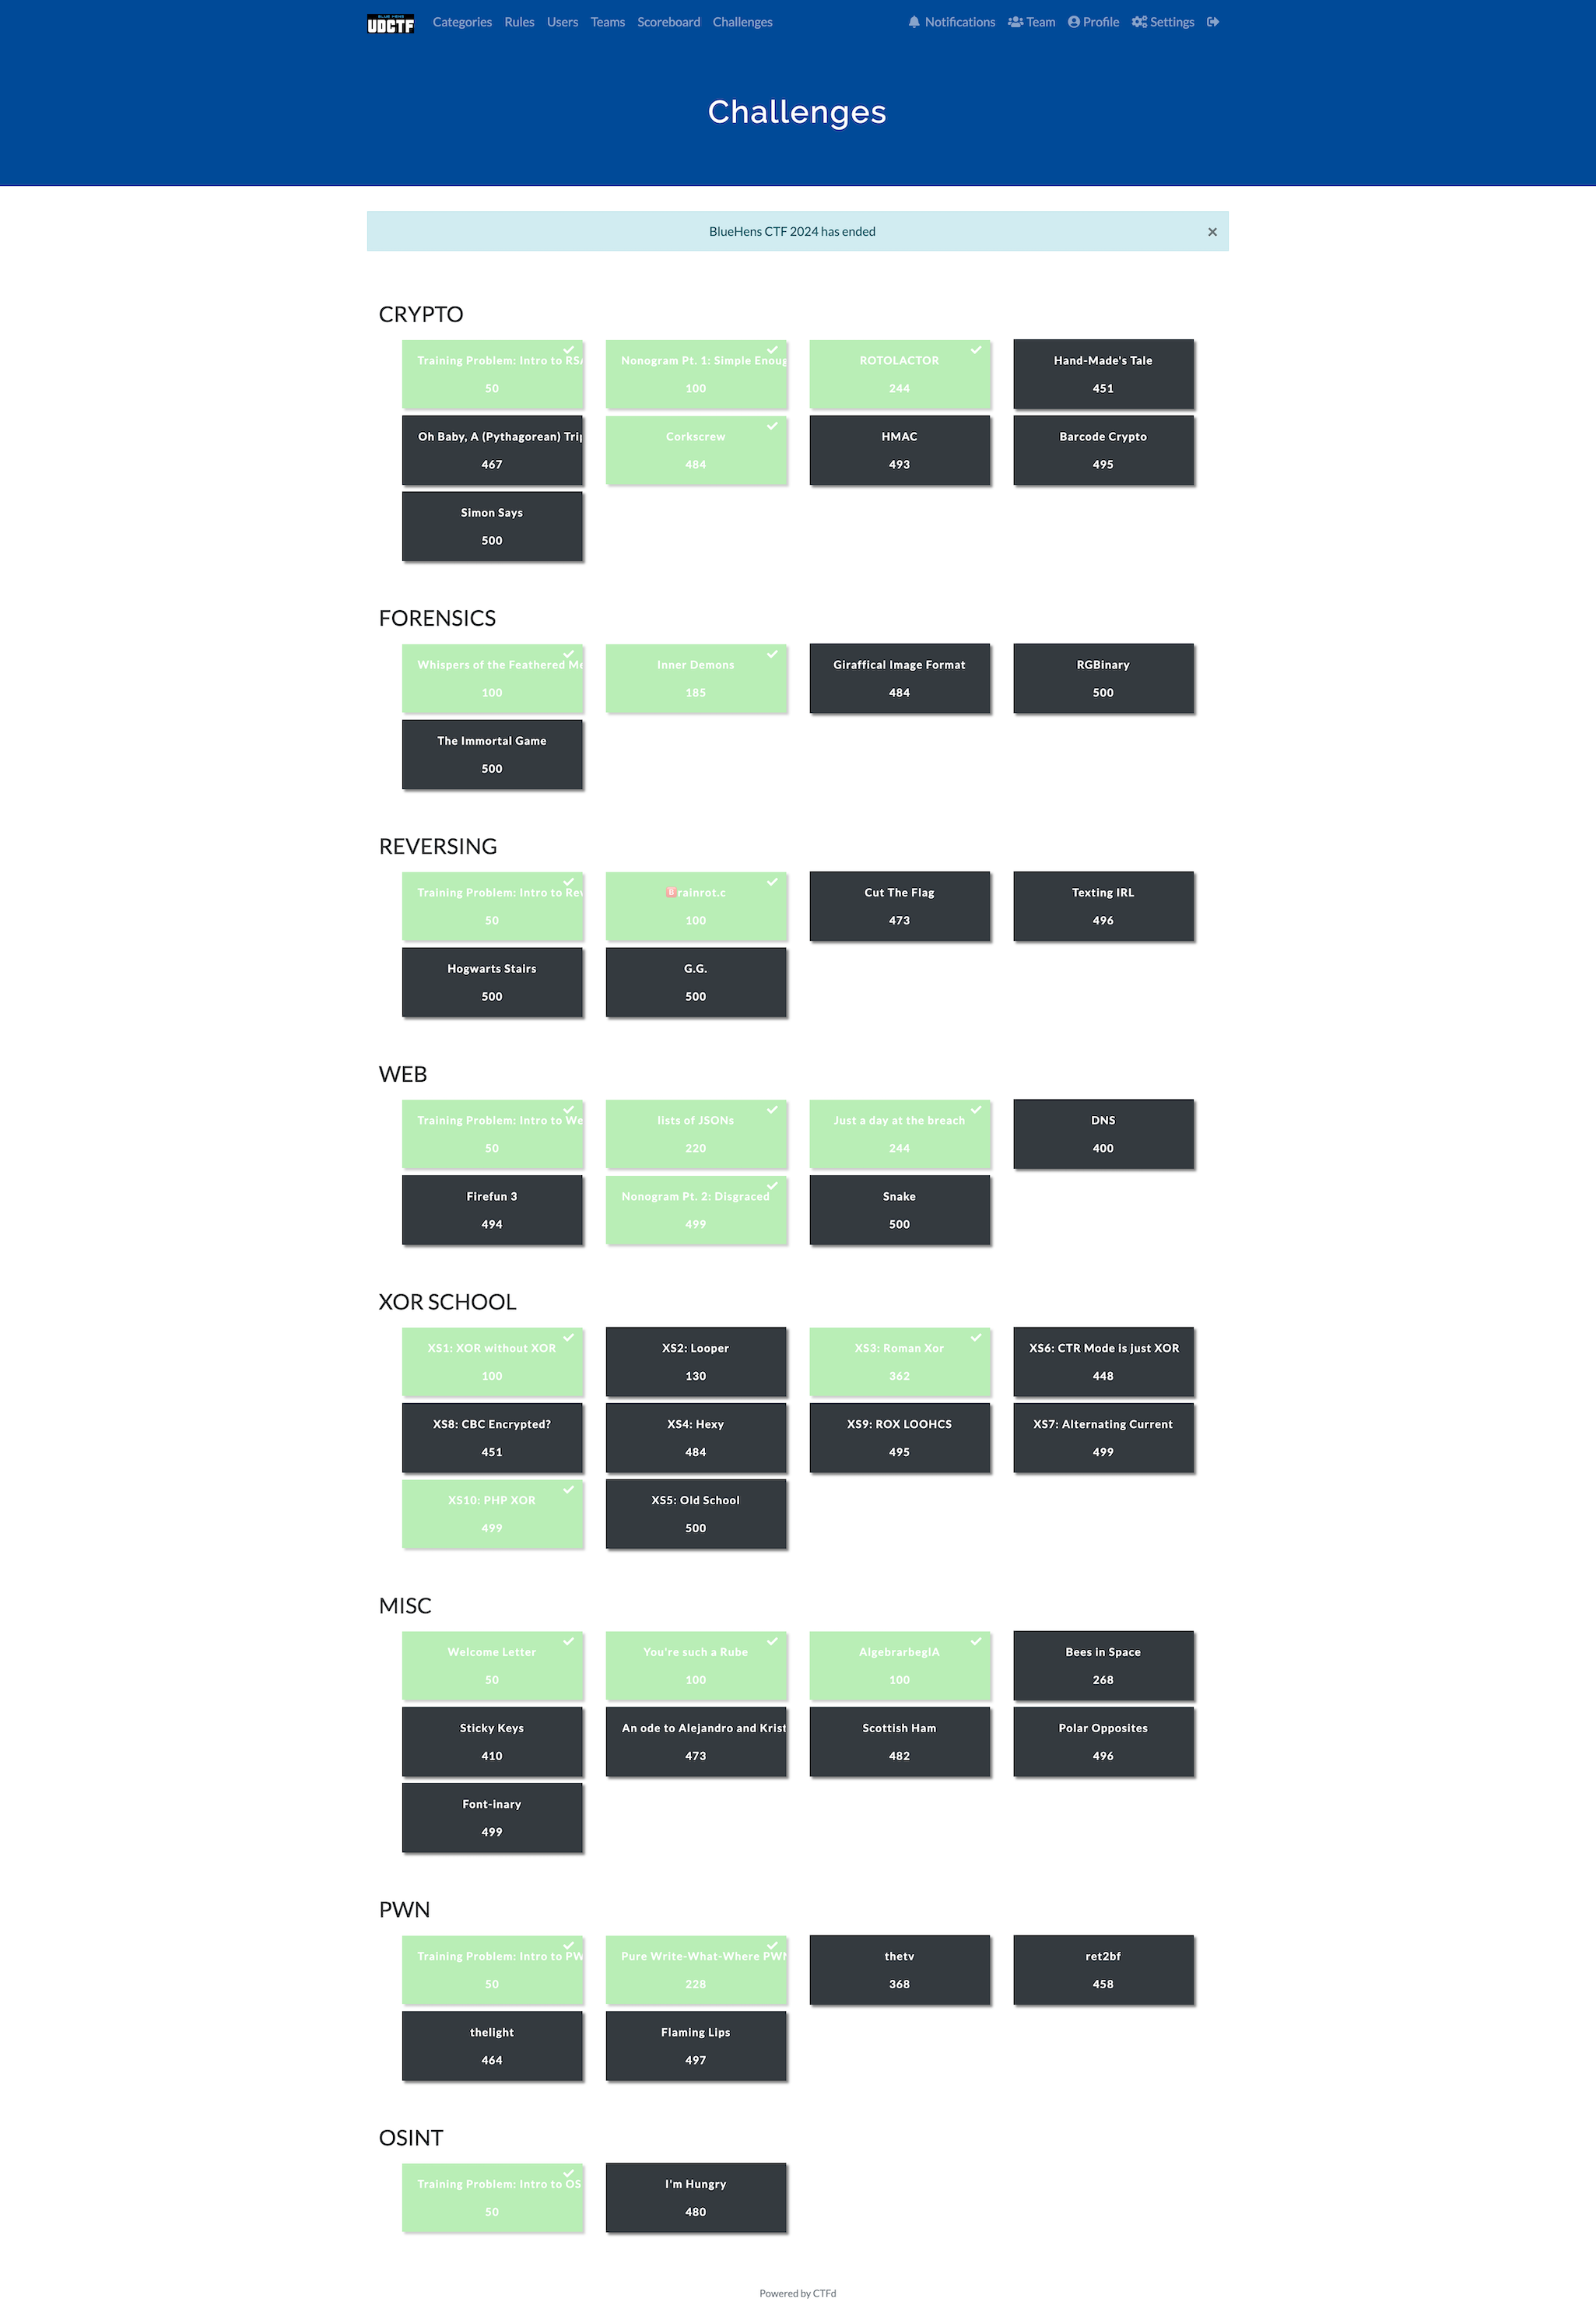 BLUE HENS
UDCTF
Categories Rules Users Teams Scoreboard Challenges Notifications Team Profile Settings
Challenges
BlueHens CTF 2024 has ended ×
CRYPTO
Training Problem: Intro to RSA Nonogram Pt. 1: Simple Enoug ROTOLACTOR Hand-Made's Tale
50 100 244 451
Oh Baby, A (Pythagorean) Trip Corkscrew HMAC Barcode Crypto
467 484 493 495
Simon Says
500
FORENSICS
Whispers of the Feathered Me Inner Demons Giraffical Image Format RGBinary
100 185 484 500
The Immortal Game
500
REVERSING
Training Problem: Intro to Rev 🅱rainrot.c Cut The Flag Texting IRL
50 100 473 496
Hogwarts Stairs G.G.
500 500
WEB
Training Problem: Intro to We lists of JSONs Just a day at the breach DNS
50 220 244 400
Firefun 3 Nonogram Pt. 2: Disgraced Snake
494 499 500
XOR SCHOOL
XS1: XOR without XOR XS2: Looper XS3: Roman Xor XS6: CTR Mode is just XOR
100 130 362 448
XS8: CBC Encrypted? XS4: Hexy XS9: ROX LOOHCS XS7: Alternating Current
451 484 495 499
XS10: PHP XOR XS5: Old School
499 500
MISC
Welcome Letter You're such a Rube AlgebrarbeglA Bees in Space
50 100 100 268
Sticky Keys An ode to Alejandro and Krist Scottish Ham Polar Opposites
410 473 482 496
Font-inary
499
PWN
Training Problem: Intro to PW Pure Write-What-Where PWN thetv ret2bf
50 228 368 458
thelight Flaming Lips
464 497
OSINT
Training Problem: Intro to OS I'm Hungry
50 480
Powered by CTFd